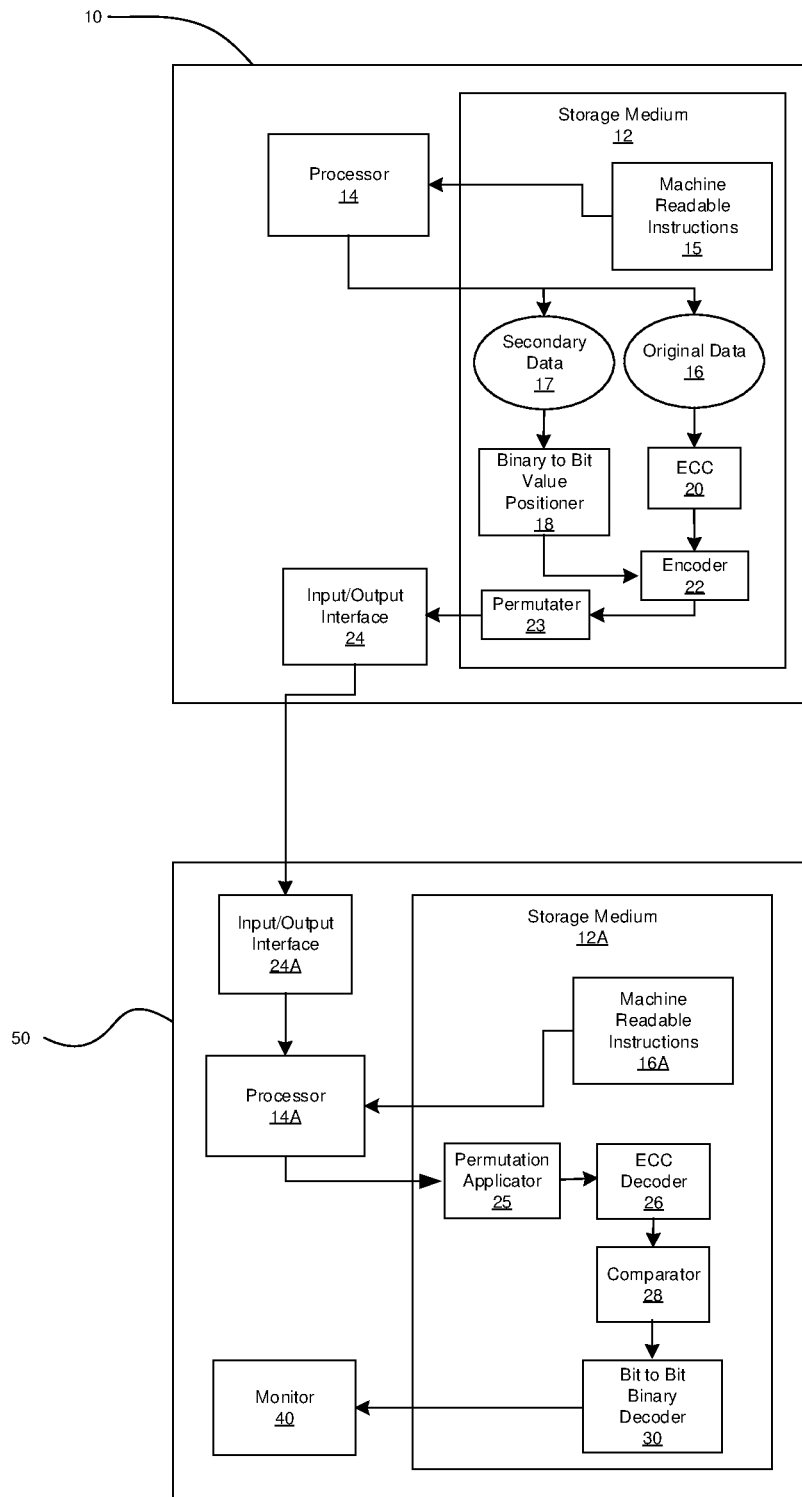 10
Storage Medium
12
Processor
14
Machine
Readable
Instructions
15
Secondary
Data
17
Original Data
16
Binary to Bit
Value
Positioner
18
ECC
20
Encoder
22
Input/Output
Interface
24
Permutater
23
Input/Output
Interface
24A
Storage Medium
12A
Machine
Readable
Instructions
16A
50
Processor
14A
Permutation
Applicator
25
ECC
Decoder
26
Comparator
28
Monitor
40
Bit to Bit
Binary
Decoder
30